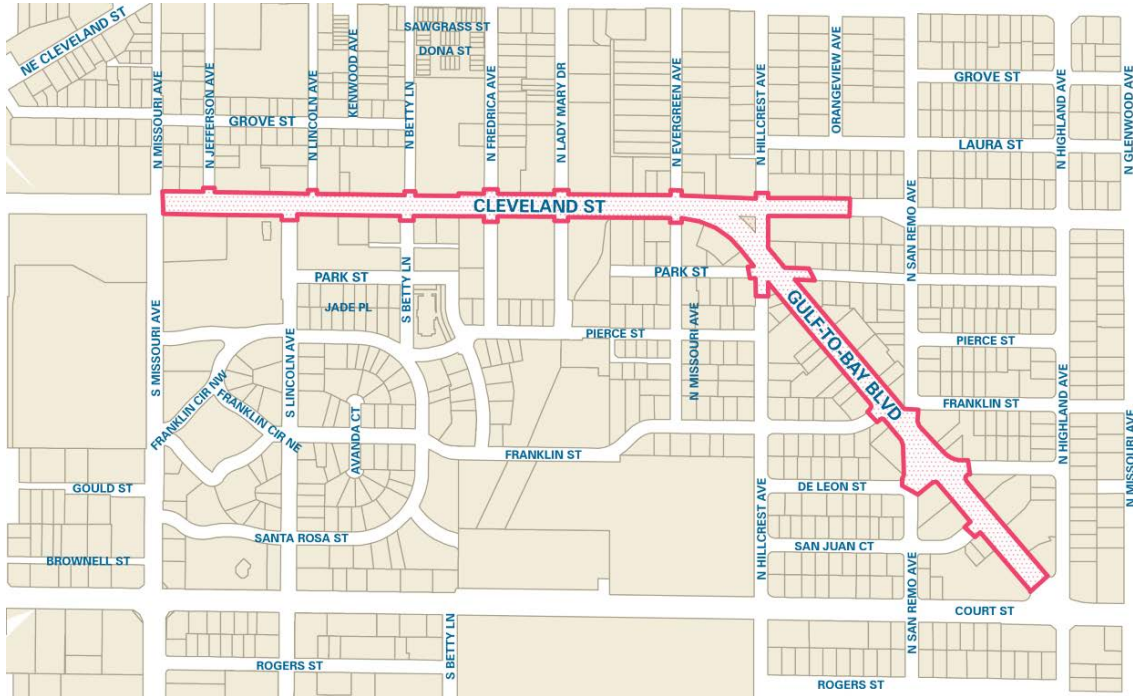 SAWGRASS ST
DONA ST
NE CLEVELAND ST
N MISSOURI AVE
N JEFFERSON AVE
N LINCOLN AVE
KENWOOD AVE
N BETTY LN
N FREDRICA AVE
N LADY MARY DR
N EVERGREEN AVE
N HILLCREST AVE
ORANGEVIEW AVE
GROVE ST
N HIGHLAND AVE
N GLENWOOD AVE
GROVE ST
LAURA ST
CLEVELAND ST
N SAN REMO AVE
PARK ST
S BETTY LN
PARK ST
JADE PL
GULF-TO-BAY BLVD
S MISSOURI AVE
S LINCOLN AVE
PIERCE ST
N MISSOURI AVE
PIERCE ST
FRANKLIN CIR NW
FRANKLIN CIR NE
AVANDA CT
FRANKLIN ST
N HIGHLAND AVE
N MISSOURI AVE
FRANKLIN ST
GOULD ST
DE LEON ST
N HILLCREST AVE
SANTA ROSA ST
SAN JUAN CT
BROWNELL ST
N SAN REMO AVE
COURT ST
S BETTY LN
ROGERS ST
ROGERS ST